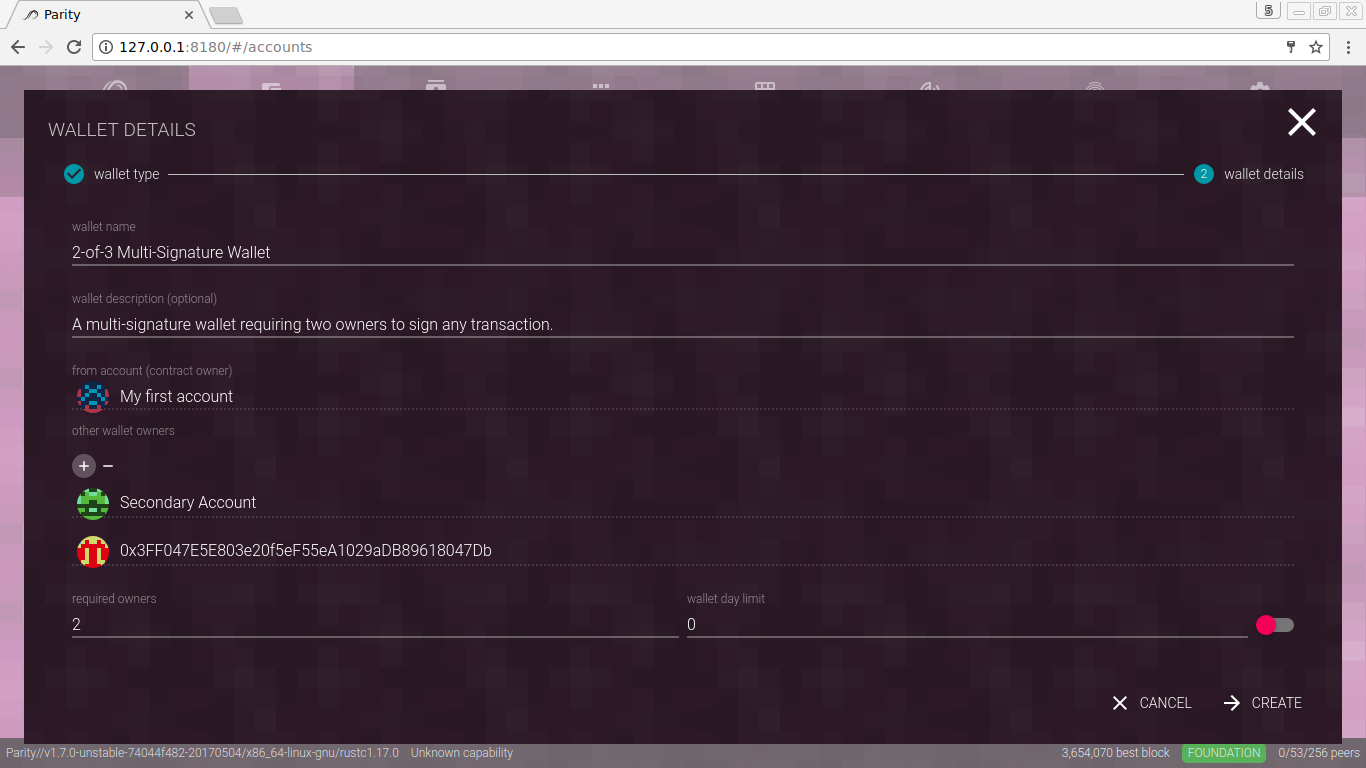 Parity
5
127.0.0.1:8180/#/accounts
WALLET DETAILS
wallet type
2 wallet details
wallet name
2-of-3 Multi-Signature Wallet
wallet description (optional)
A multi-signature wallet requiring two owners to sign any transaction.
from account (contract owner)
My first account
other wallet owners
Secondary Account
0x3FF047E5E803e20f5eF55eA1029aDB89618047Db
required owners
wallet day limit
2
0
CANCEL
CREATE
Parity//v1.7.0-unstable-74044f482-20170504/x86_64-linux-gnu/rustc1.17.0 Unknown capability
3,654,070 best block FOUNDATION 0/53/256 peers